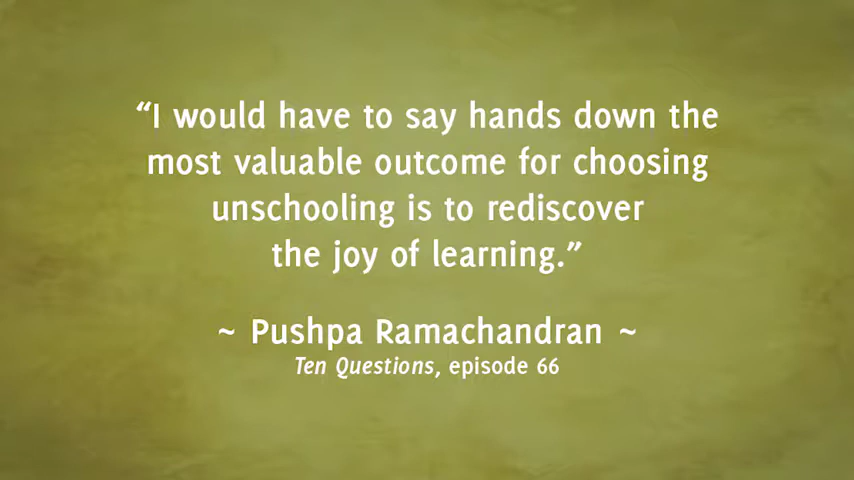 “I would have to say hands down the
most valuable outcome for choosing
unschooling is to rediscover
the joy of learning.”
~ Pushpa Ramachandran ~
Ten Questions, episode 66